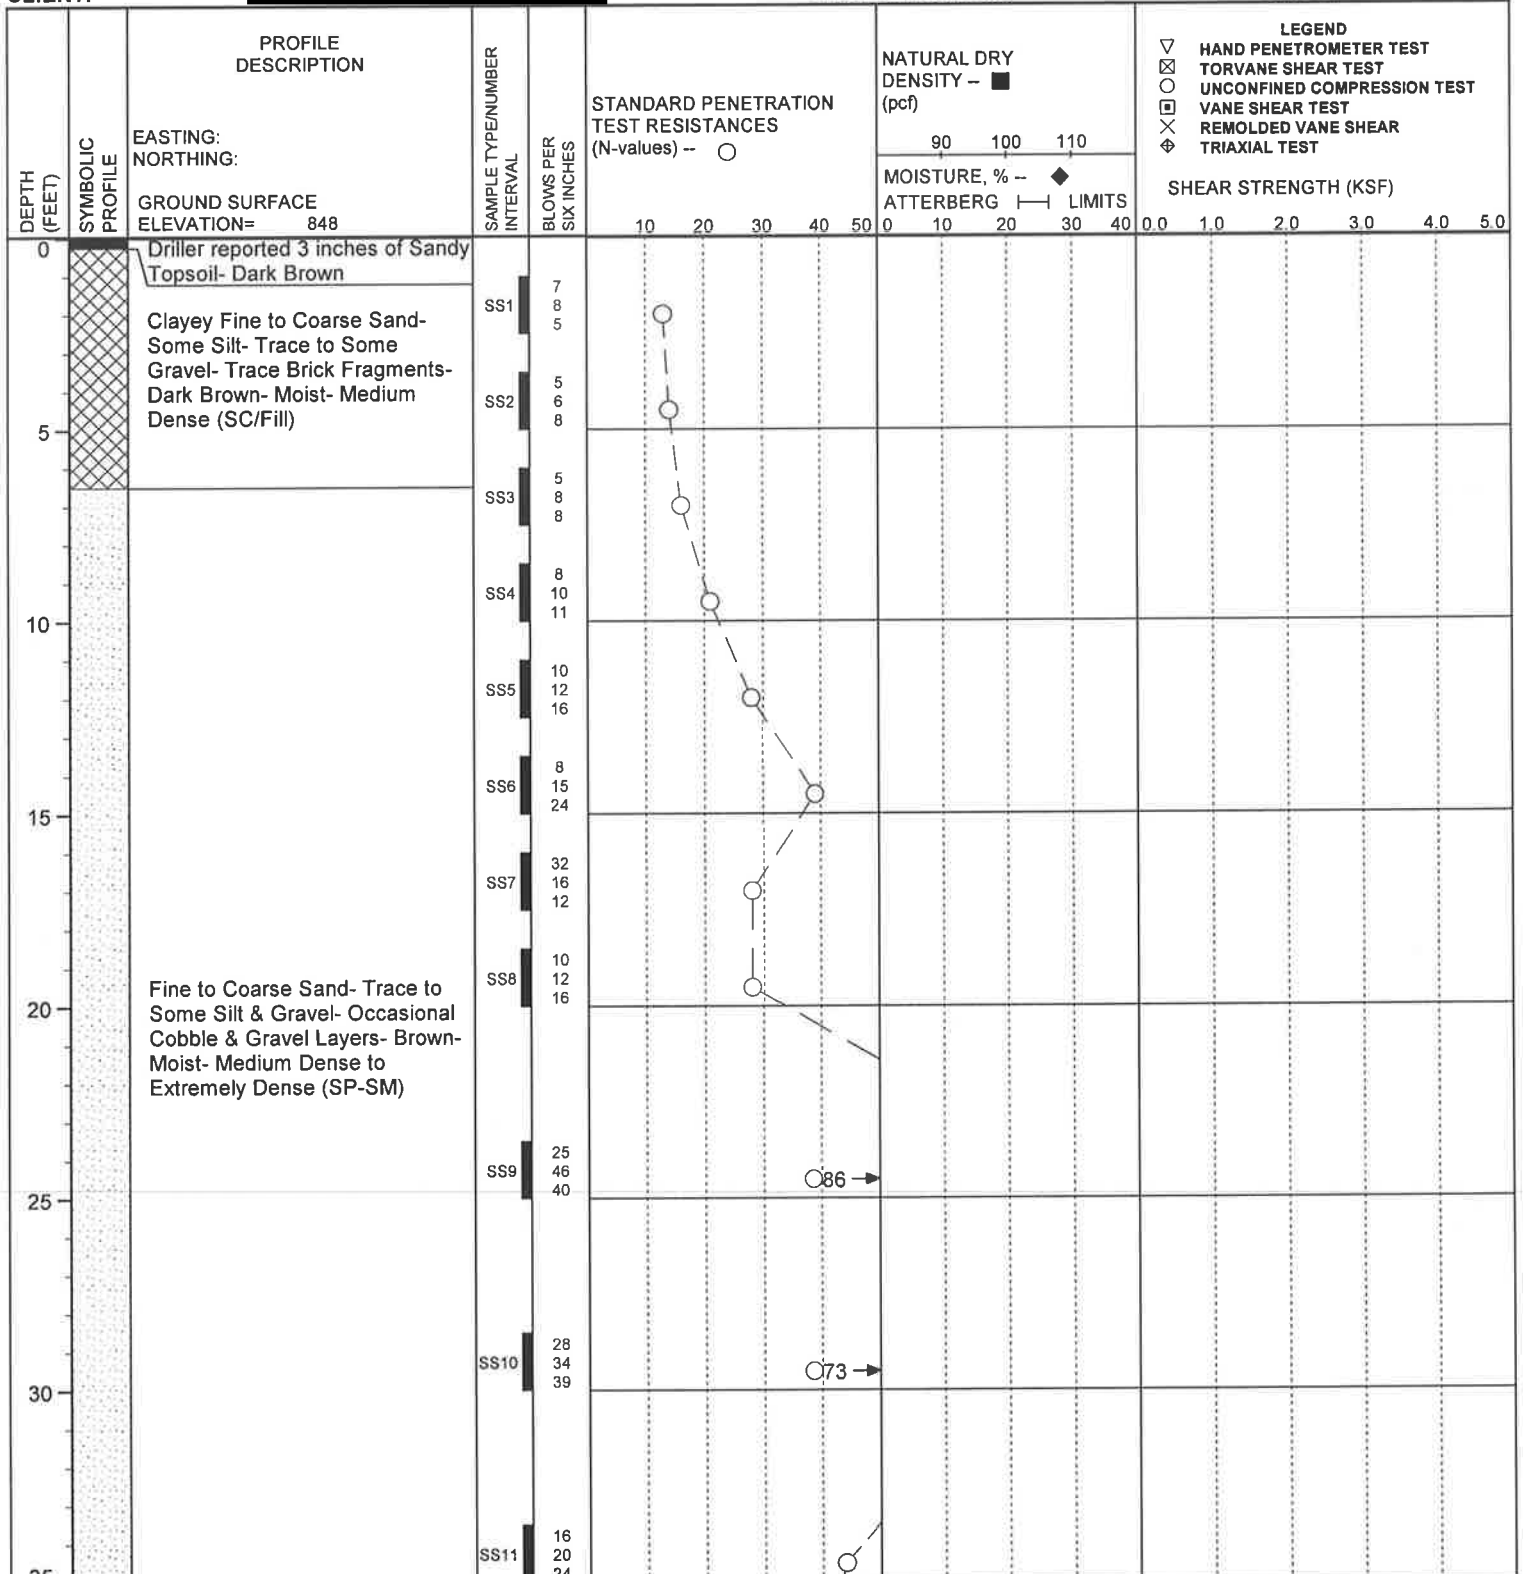 PROFILE
DESCRIPTION
EASTING:
NORTHING:
GROUND SURFACE
ELEVATION= 848
DEPTH
(FEET)
SYMBOLIC
PROFILE
SAMPLE TYPE/NUMBER
INTERVAL
BLOWS PER
SIX INCHES
STANDARD PENETRATION
TEST RESISTANCES
(N-values) --
10 20 30 40 50
NATURAL DRY
DENSITY --
(pcf)
90 100 110
MOISTURE, % --
ATTERBERG LIMITS
0 10 20 30 40
LEGEND
HAND PENETROMETER TEST
TORVANE SHEAR TEST
UNCONFINED COMPRESSION TEST
VANE SHEAR TEST
REMOLDED VANE SHEAR
TRIAXIAL TEST
SHEAR STRENGTH (KSF)
0.0 1.0 2.0 3.0 4.0 5.0
0
Driller reported 3 inches of Sandy
Topsoil- Dark Brown
SS1
7
8
5
Clayey Fine to Coarse Sand-
Some Silt- Trace to Some
Gravel- Trace Brick Fragments-
Dark Brown- Moist- Medium
Dense (SC/Fill)
SS2
5
6
8
5
SS3
5
8
8
SS4
8
10
11
10
SS5
10
12
16
SS6
8
15
24
15
SS7
32
16
12
SS8
10
12
16
Fine to Coarse Sand- Trace to
Some Silt & Gravel- Occasional
Cobble & Gravel Layers- Brown-
Moist- Medium Dense to
Extremely Dense (SP-SM)
20
SS9
25
46
40
86
25
SS10
28
34
39
73
30
SS11
16
20